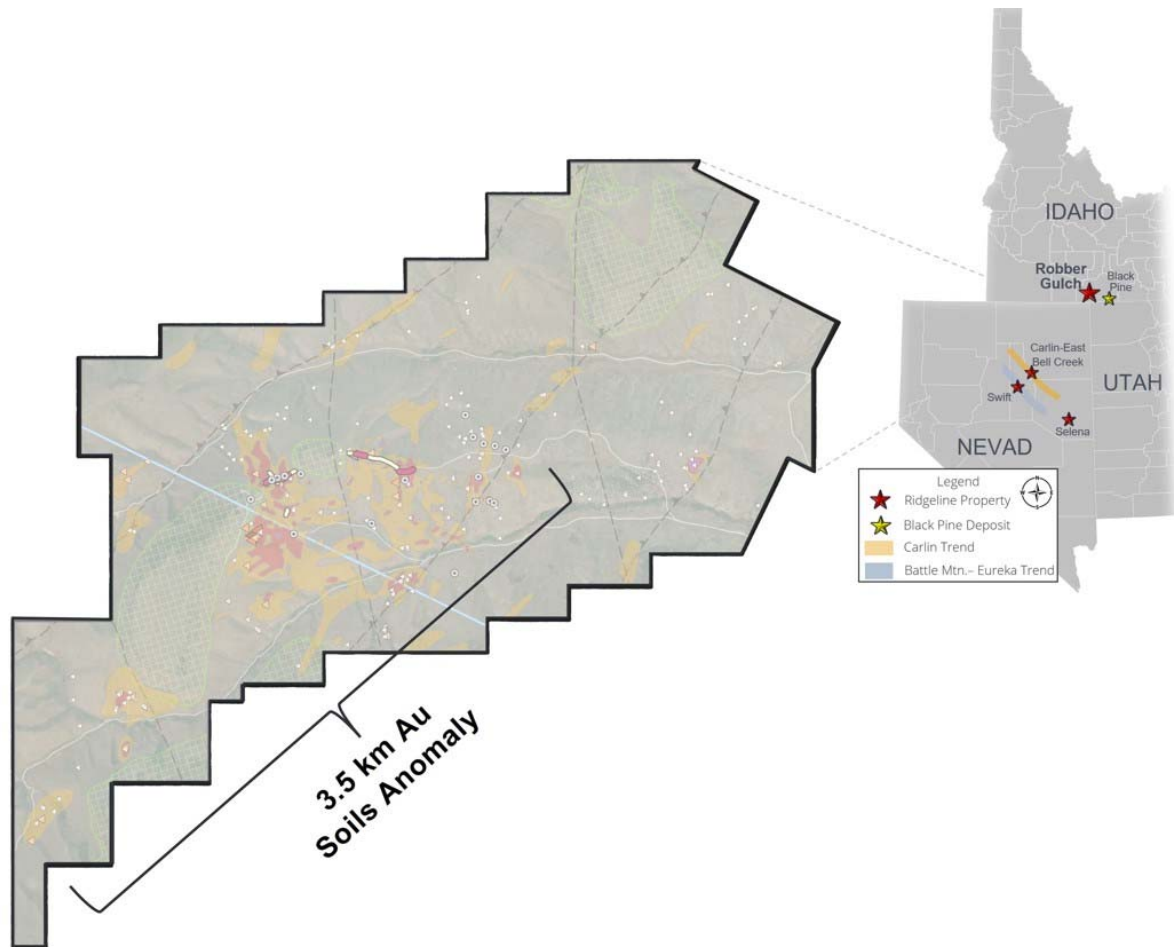 3.5 km Au
Soils Anomaly
IDAHO
Robber
Gulch
Black
Pine
Carlin-East
Bell Creek
Swift
UTAH
Selena
NEVAD
Legend
Ridgeline Property
Black Pine Deposit
Carlin Trend
Battle Mtn.– Eureka Trend